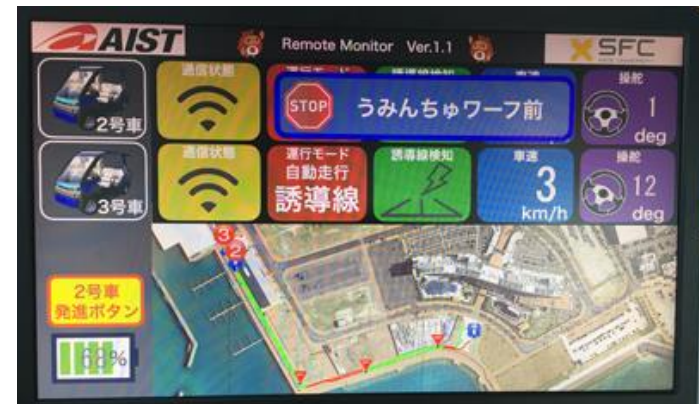 AIST
Remote Monitor Ver.1.1
SFC
2号車
通信状態
STOP うみんちゅワーフ前
操舵
1
deg
3号車
通信状態
運行モード
自動走行
誘導線
誘導線検知
車速
3
km/h
操舵
12
deg
3
2
2号車
発進ボタン
68%